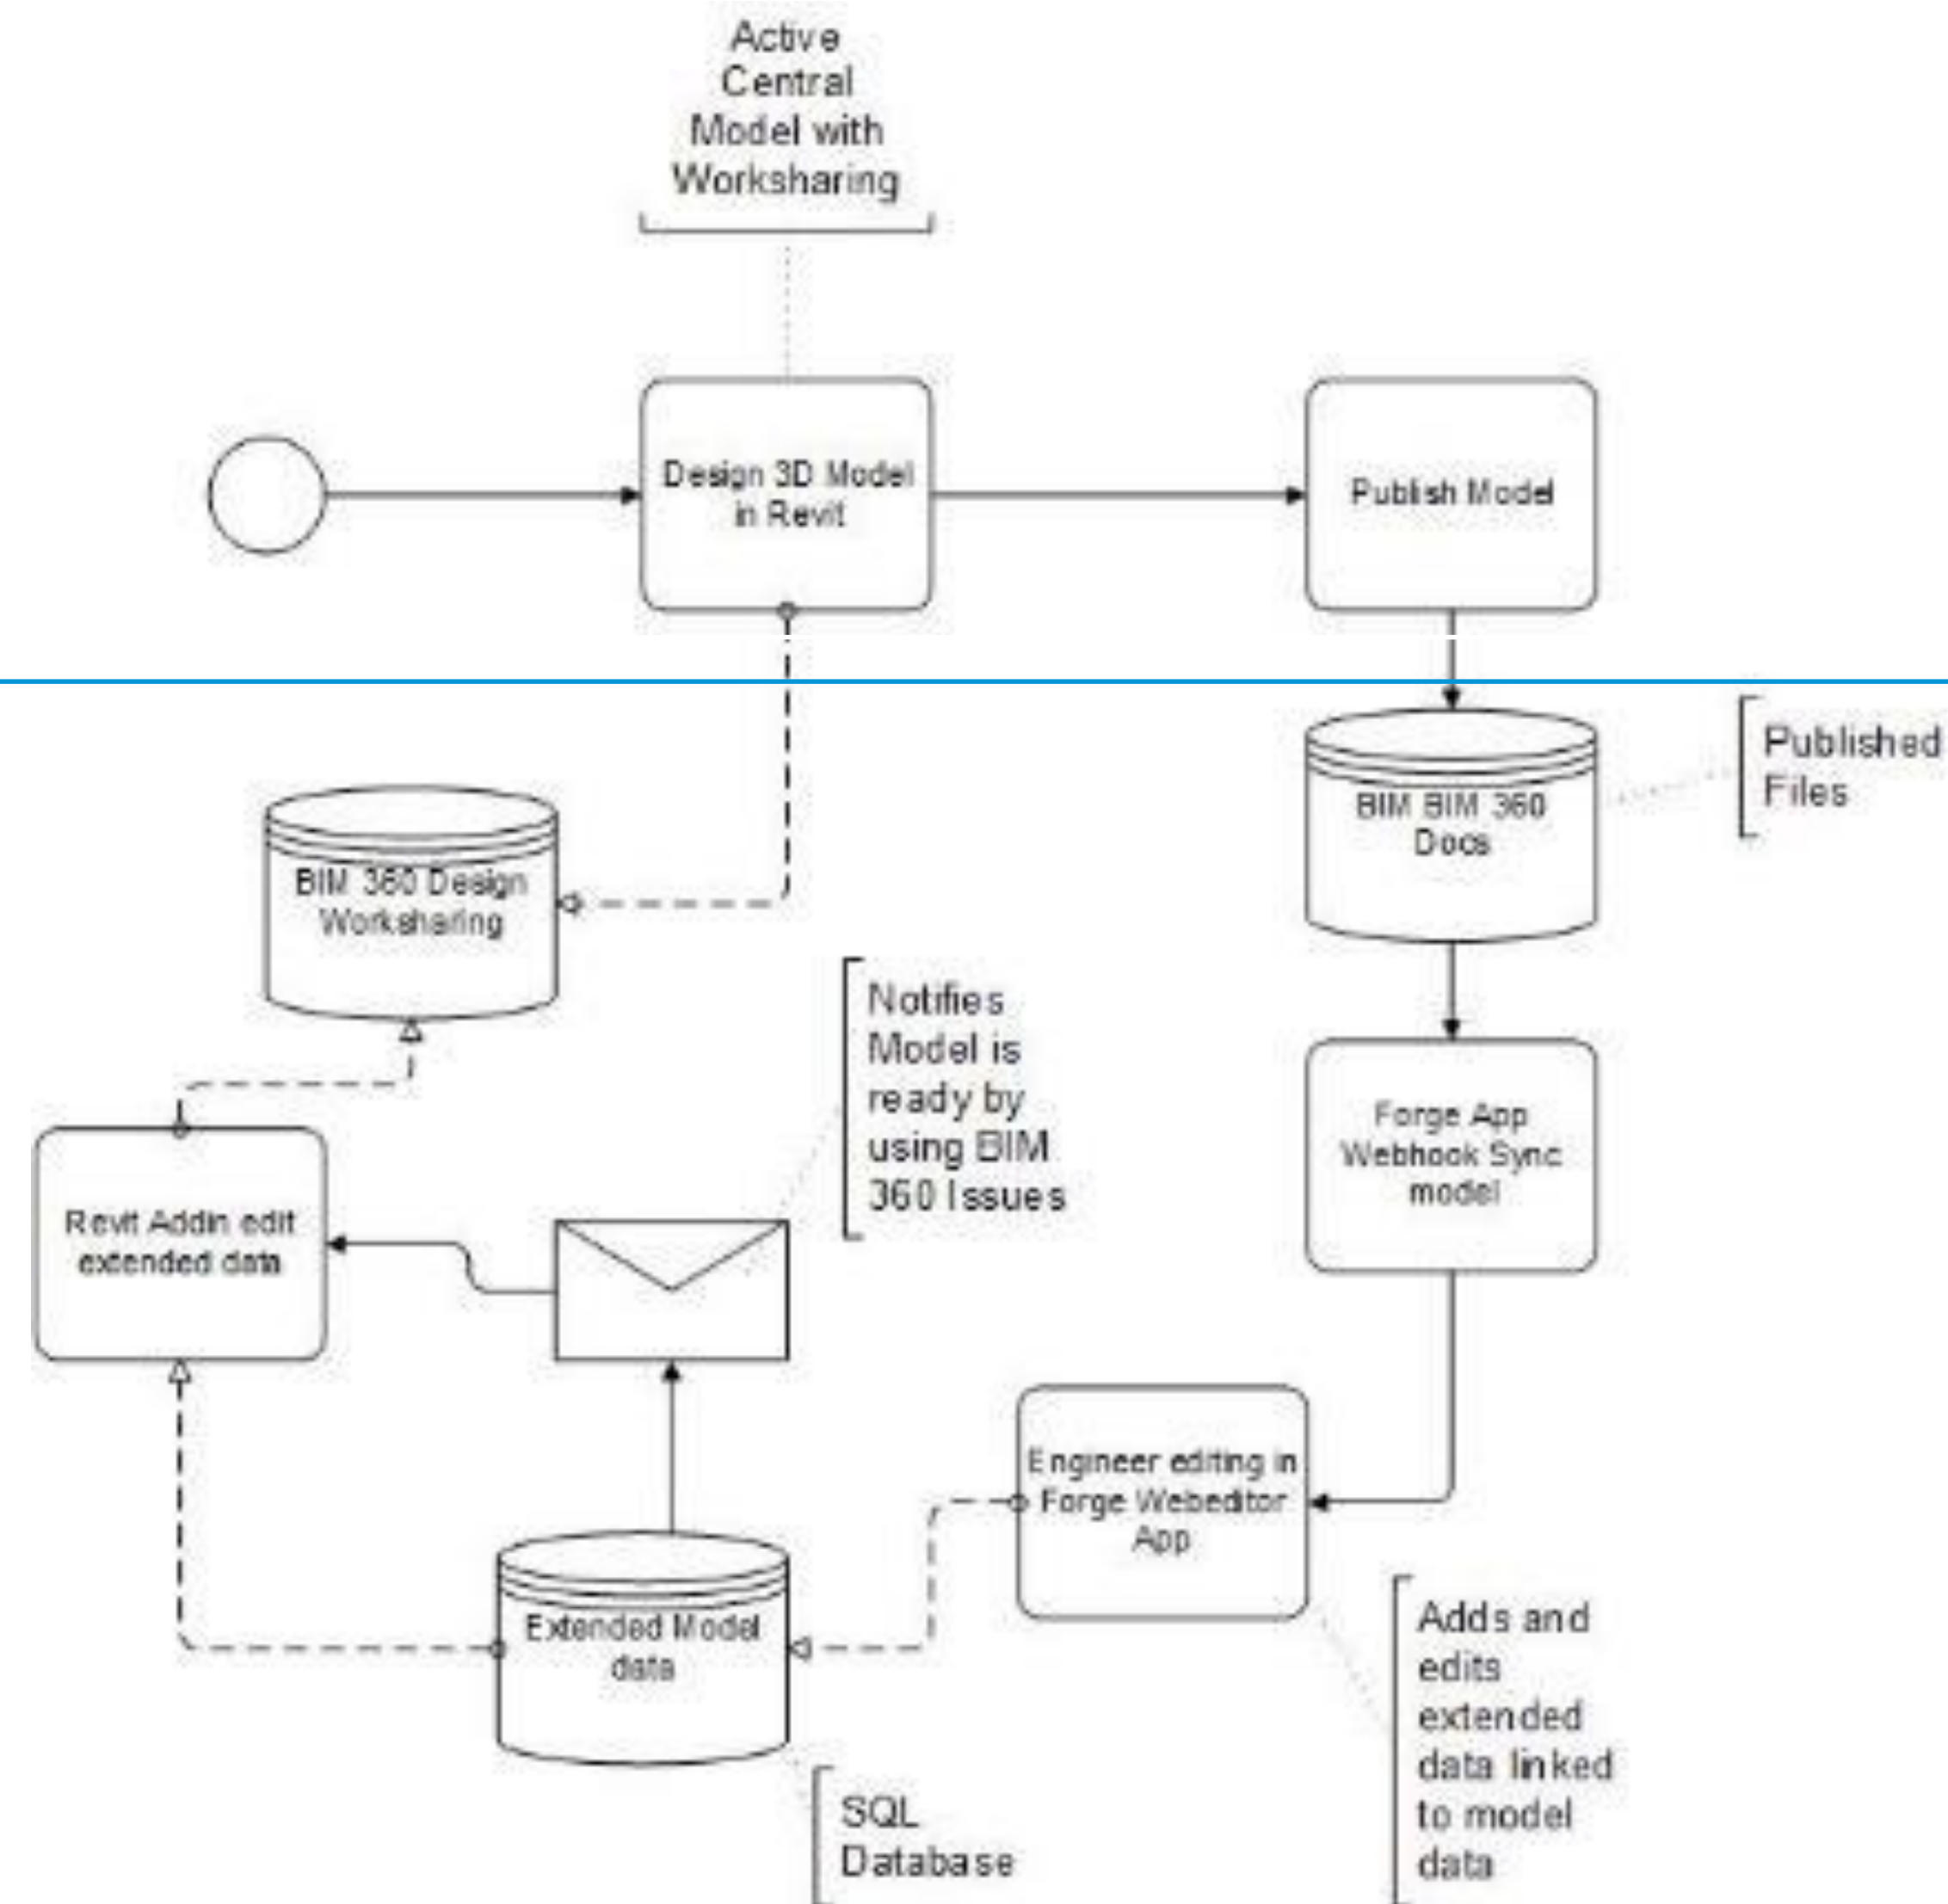 Active
Central
Model with
Worksharing
Design 3D Model
in Revit
Publish Model
BIM BIM 360
Docs
Published
Files
BIM 360 Design
Worksharing
Notifies
Model is
ready by
using BIM
360 Issues
Forge App
Webhook Sync
model
Revit Addin edit
extended data
Engineer editing in
Forge Webeditor
App
Extended Model
data
Adds and
edits
extended
data linked
to model
data
SQL
Database